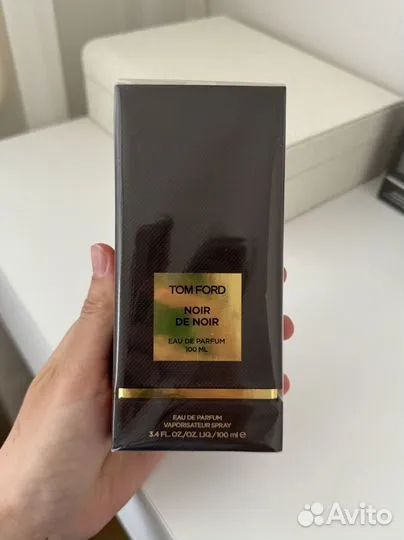 TOM FORD
NOIR
DE NOIR
EAU DE PARFUM
100 ML
EAU DE PARFUM
VAPORISATEUR SPRAY
3.4 FL. OZ./OZ. LIQ./100 ml ℮
Avito